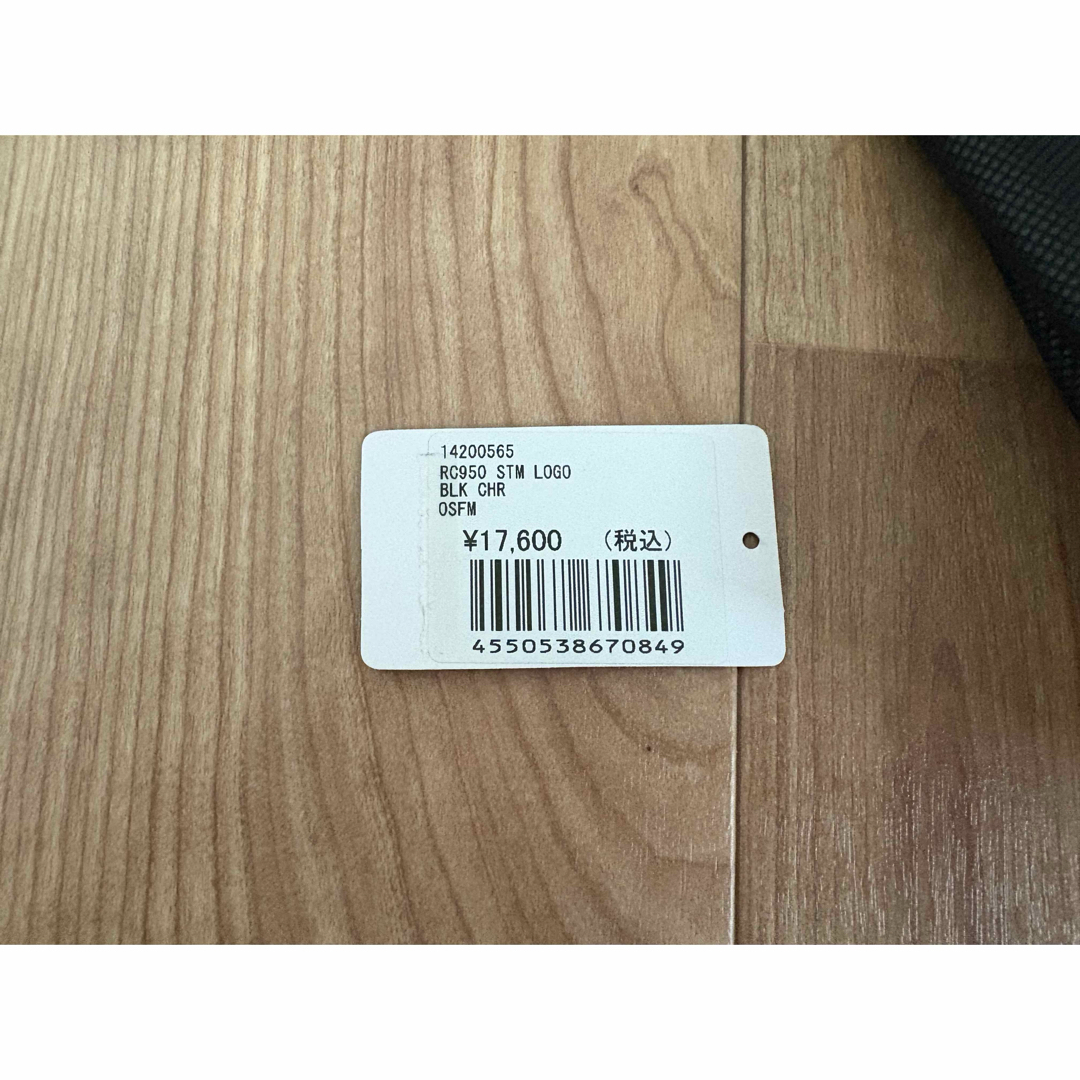 14200565
RC950 STM LOGO
BLK CHR
OSFM
¥17,600 (税込)
4550538670849